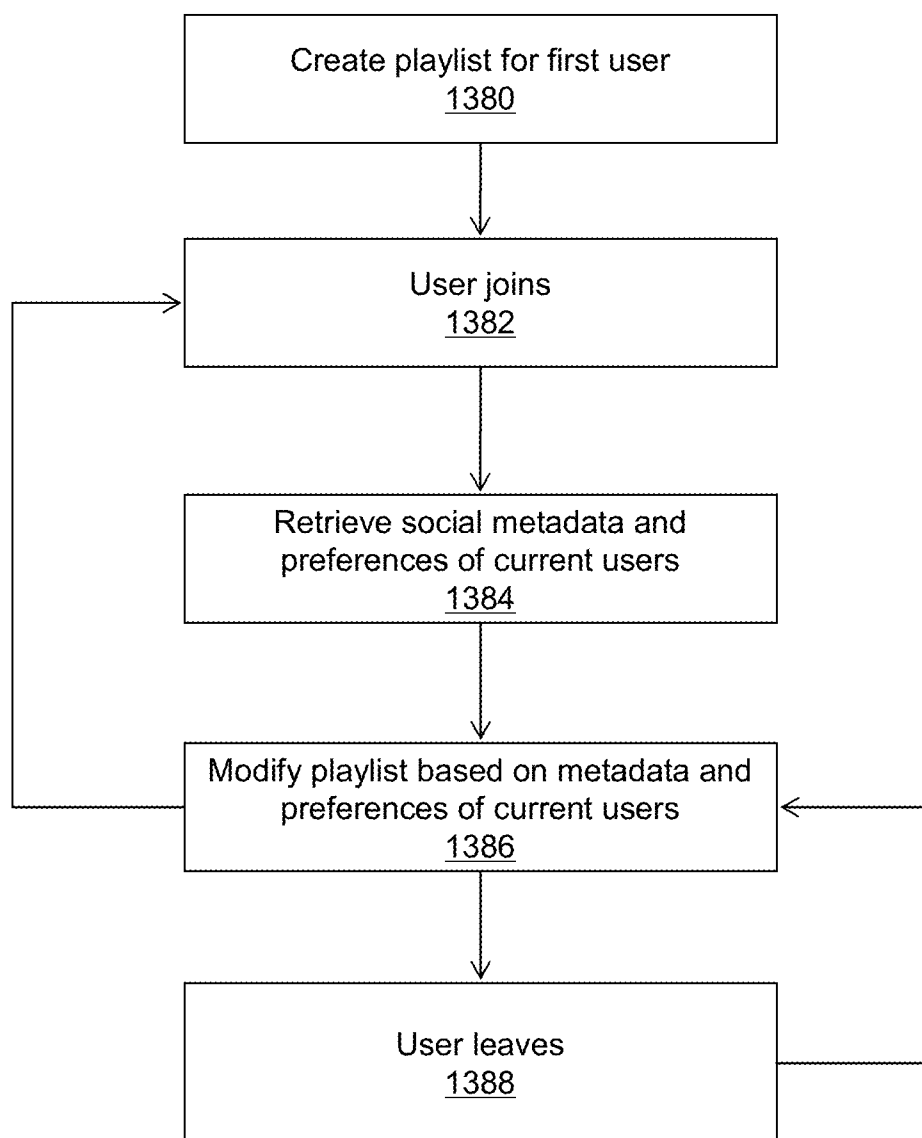 Create playlist for first user
1380
User joins
1382
Retrieve social metadata and
preferences of current users
1384
Modify playlist based on metadata and
preferences of current users
1386
User leaves
1388